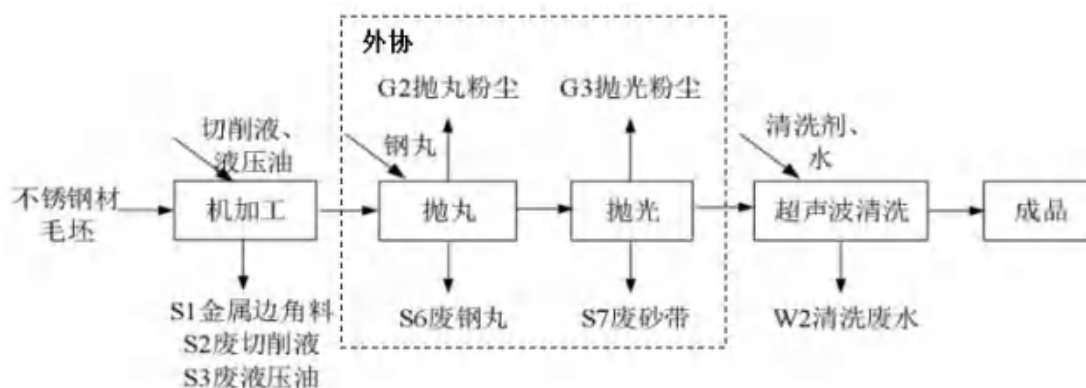 外协
G2抛丸粉尘
G3抛光粉尘
切削液、
液压油
钢丸
清洗剂、
水
不锈钢材
毛坯
机加工
抛丸
抛光
超声波清洗
成品
S1金属边角料
S2废切削液
S3废液压油
S6废钢丸
S7废砂带
W2清洗废水